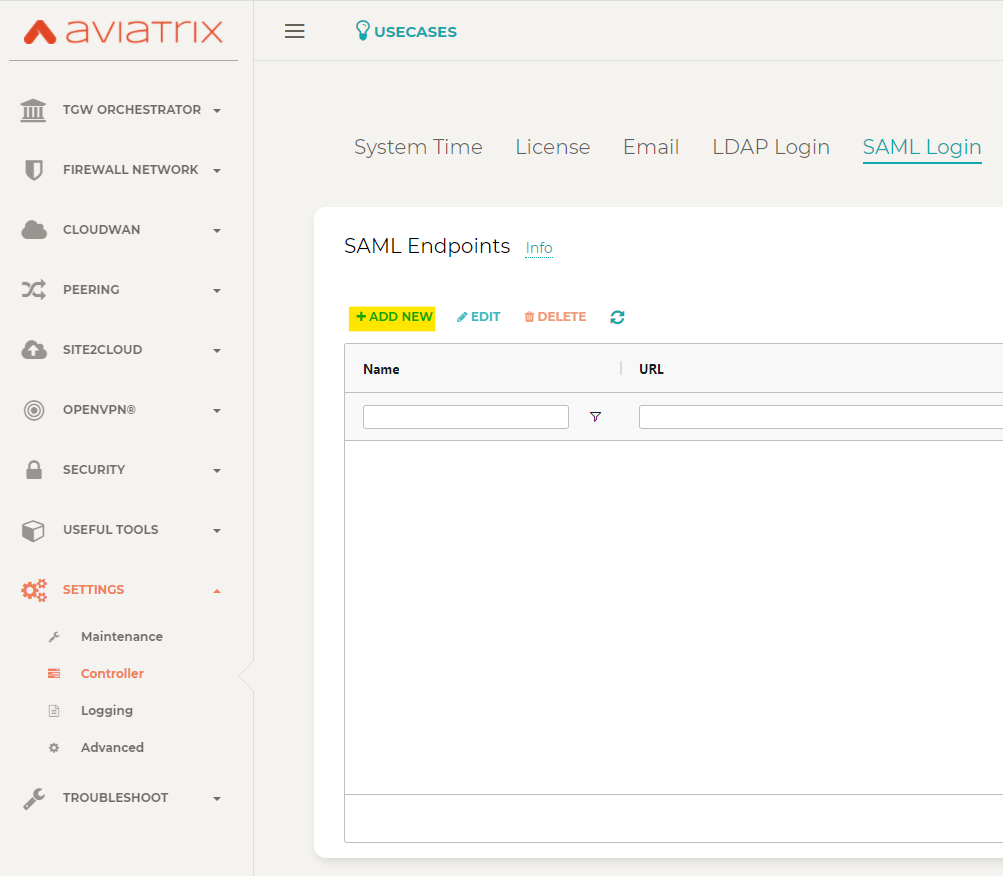 aviatrix
USECASES
TGW ORCHESTRATOR
FIREWALL NETWORK
CLOUDWAN
PEERING
SITE2CLOUD
OPENVPN®
SECURITY
USEFUL TOOLS
SETTINGS
Maintenance
Controller
Logging
Advanced
TROUBLESHOOT
System Time License Email LDAP Login SAML Login
SAML Endpoints Info
+ ADD NEW EDIT DELETE
Name URL